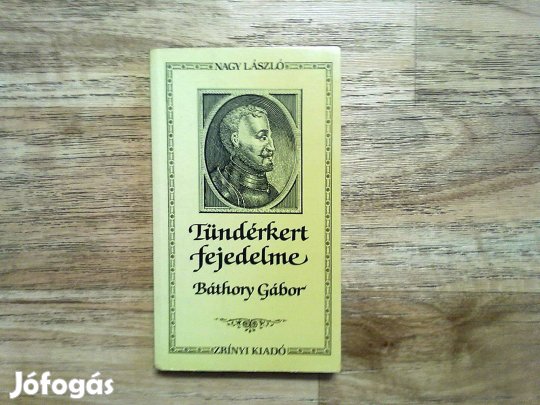 NAGY LÁSZLÓ
Tündérkert
fejedelme
Báthory Gábor
ZRÍNYI KIADÓ
Jófogás